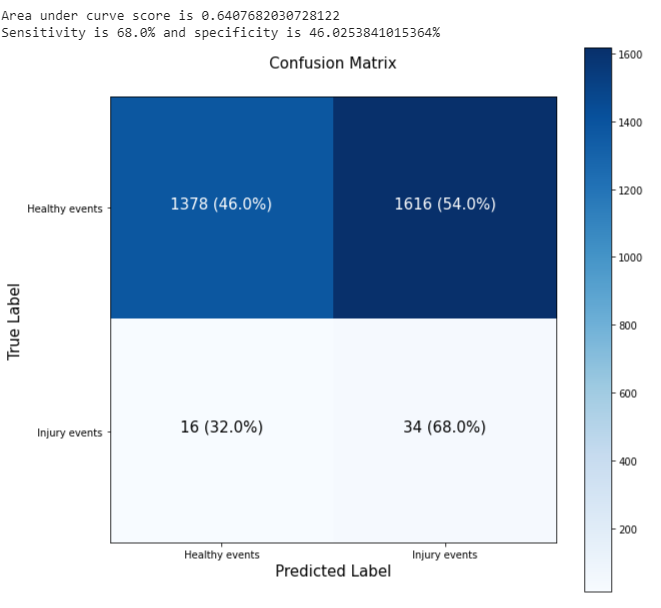 Area under curve score is 0.6407682030728122
Sensitivity is 68.0% and specificity is 46.0253841015364%
Confusion Matrix
1600
1400
1200
1000
800
600
400
200
True Label
Healthy events
1378 (46.0%)
1616 (54.0%)
Injury events
16 (32.0%)
34 (68.0%)
Healthy events
Injury events
Predicted Label